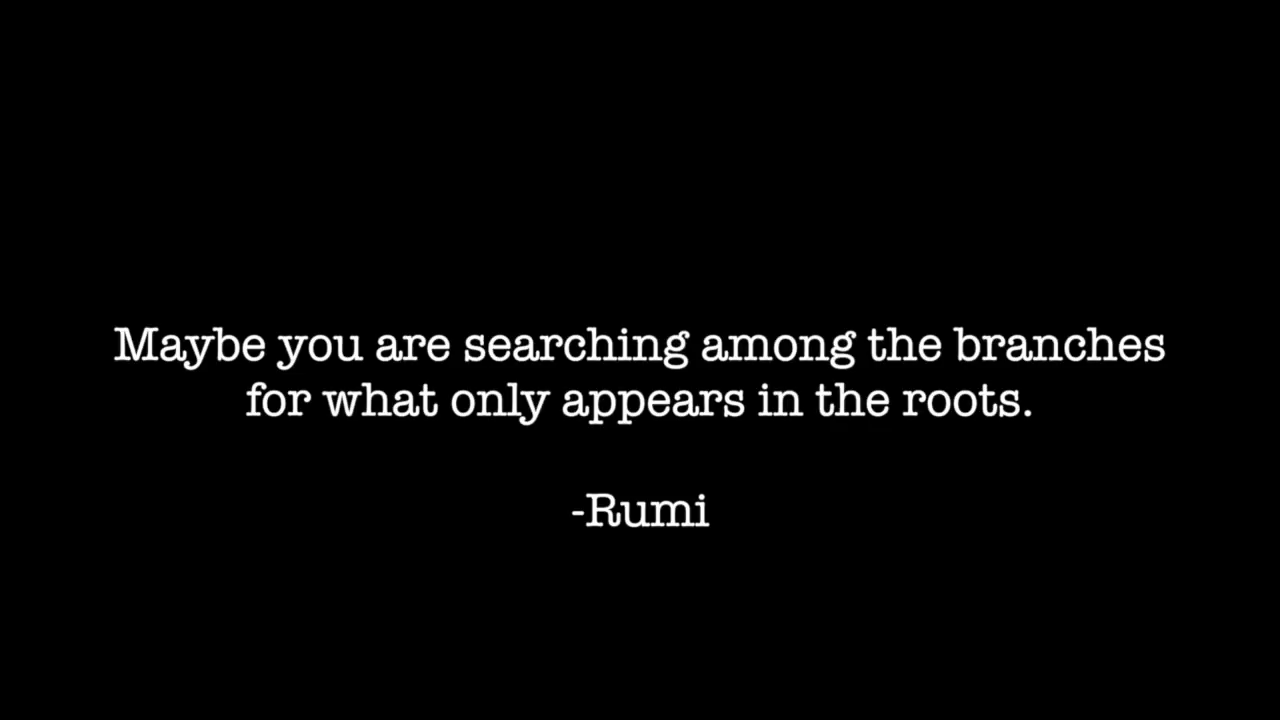 Maybe you are searching among the branches
for what only appears in the roots.
-Rumi